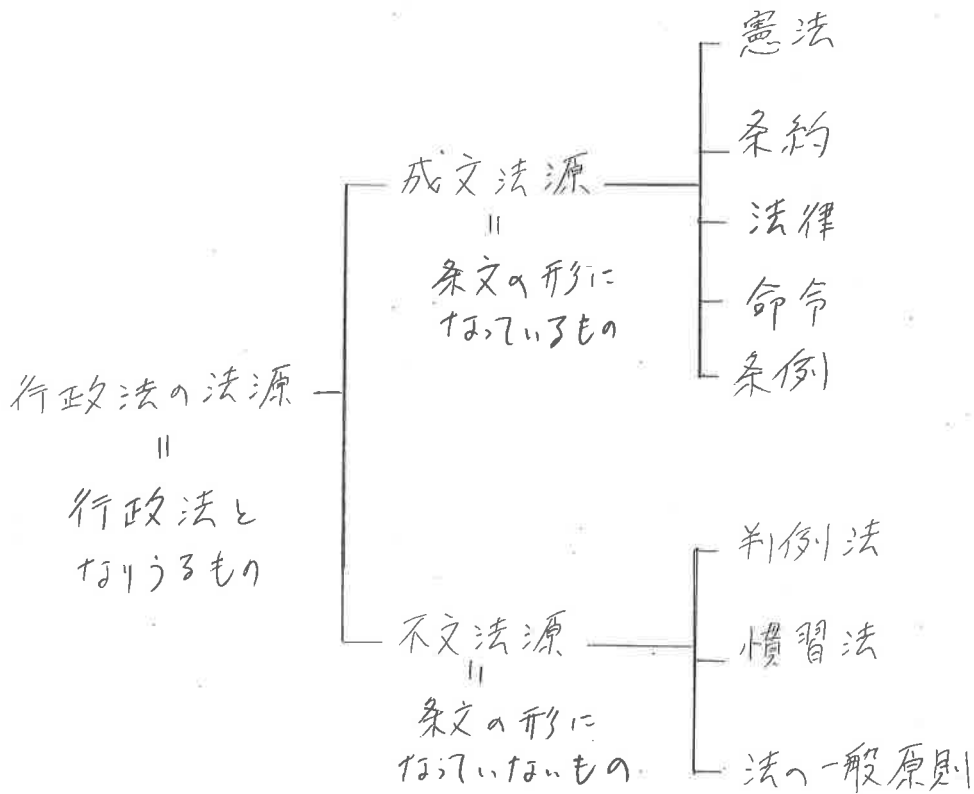 行政法の法源
=
行政法と
なりうるもの
成文法源
=
条文の形に
なっているもの
憲法
条約
法律
命令
条例
不文法源
=
条文の形に
なっていないもの
判例法
慣習法
法の一般原則